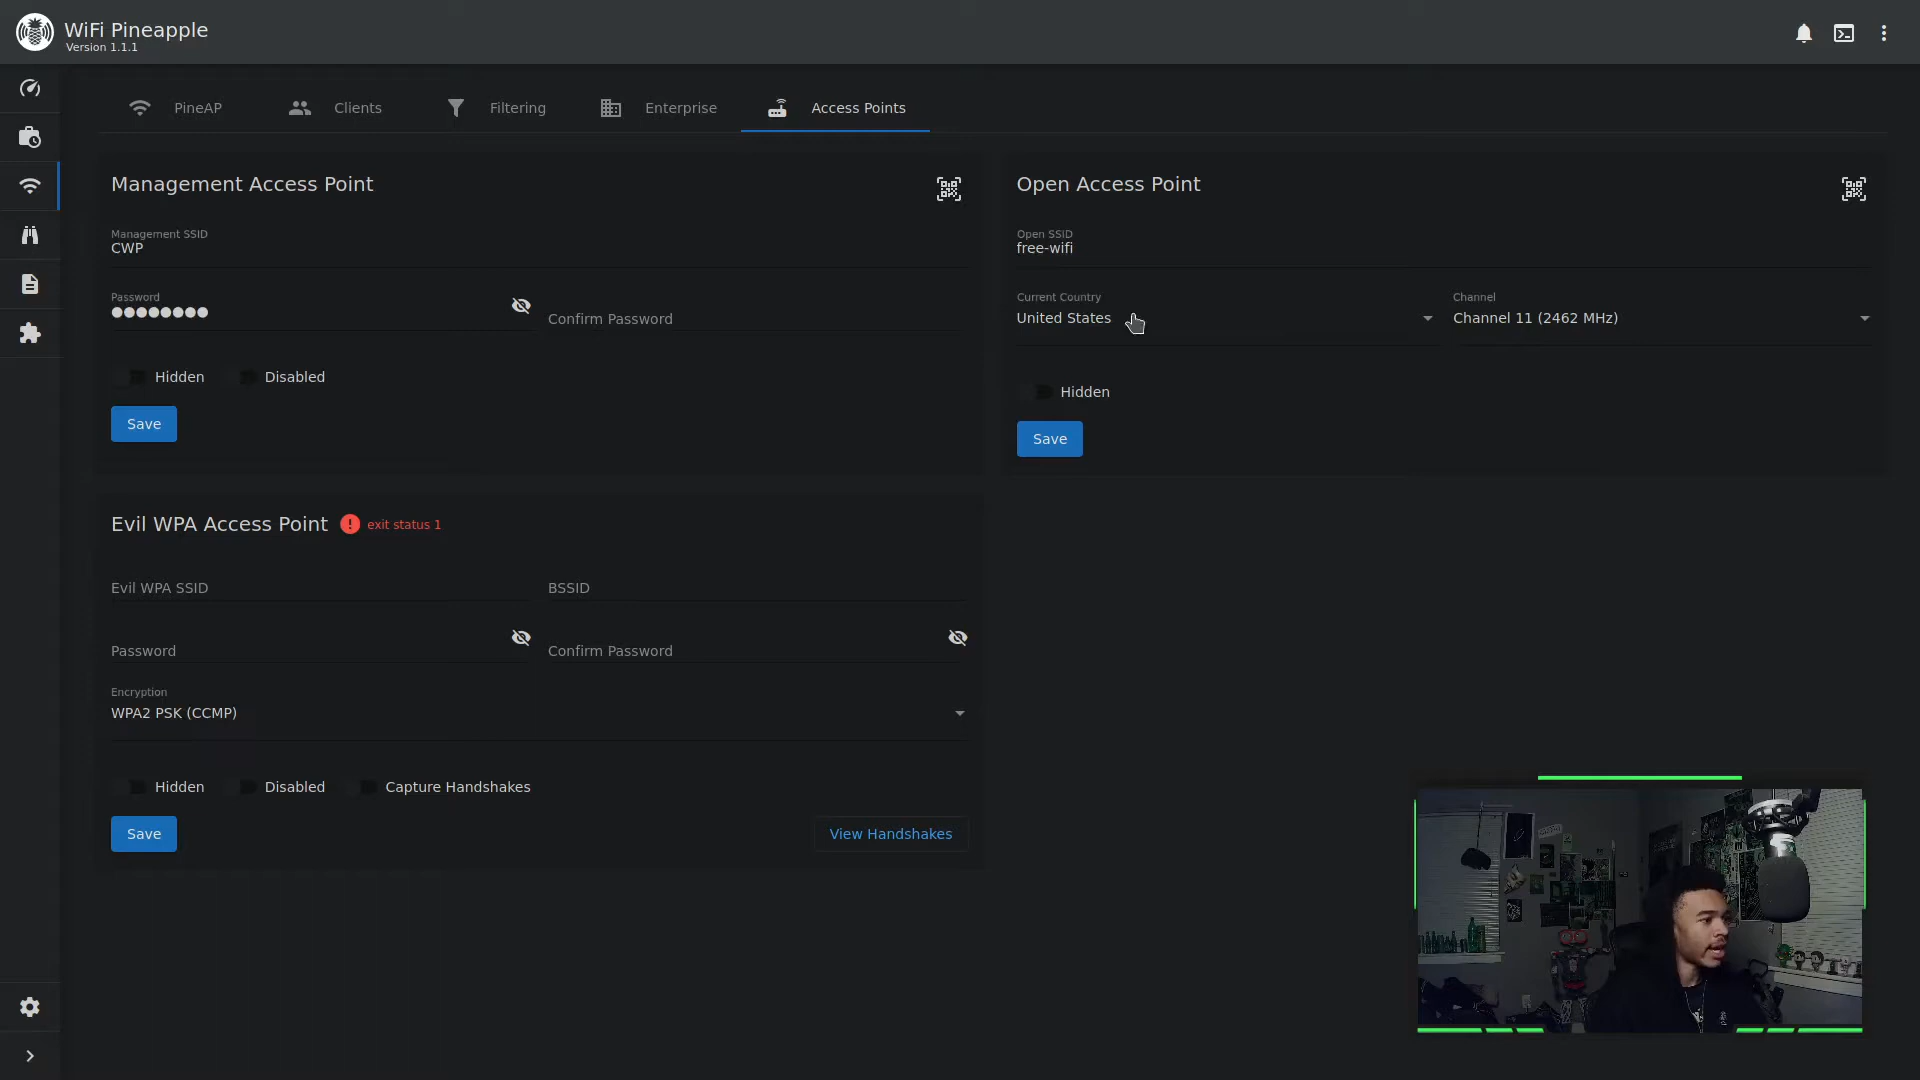 WiFi Pineapple
Version 1.1.1
PineAP
Clients
Filtering
Enterprise
Access Points
Management Access Point
Management SSID
CWP
Password
●●●●●●●●
Confirm Password
Hidden
Disabled
Save
Open Access Point
Open SSID
free-wifi
Current Country
United States
Channel
Channel 11 (2462 MHz)
Hidden
Save
Evil WPA Access Point
exit status 1
Evil WPA SSID
BSSID
Password
Confirm Password
Encryption
WPA2 PSK (CCMP)
Hidden
Disabled
Capture Handshakes
Save
View Handshakes